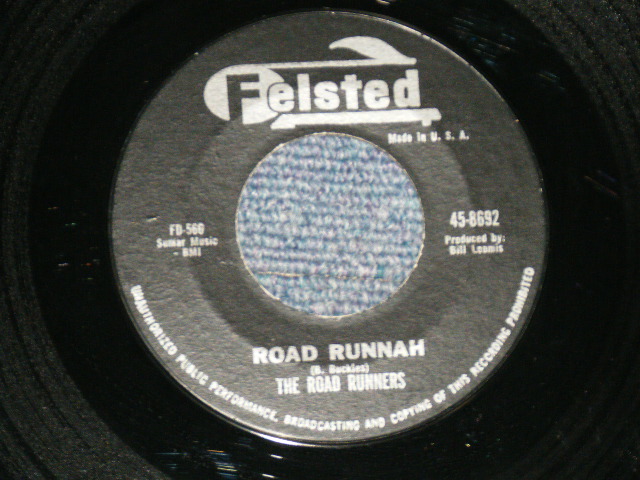 Felsted
Made in U. S. A.
FD-566
Sumar Music
- BMI
45-8692
Produced by:
Bill Loomis
ROAD RUNNAH
(B. Buckles)
THE ROAD RUNNERS
UNAUTHORIZED PUBLIC PERFORMANCE, BROADCASTING AND COPYING OF THIS RECORDING PROHIBITED